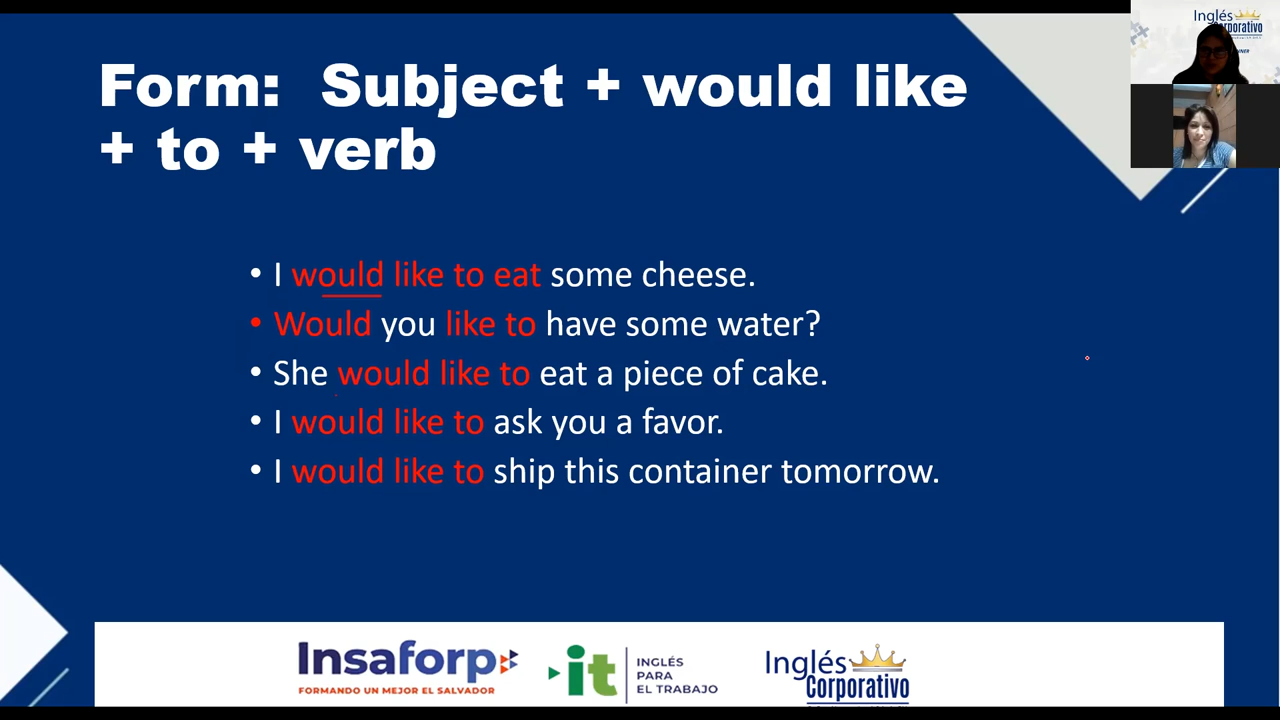 Form: Subject + would like
+ to + verb
• I would like to eat some cheese.
• Would you like to have some water?
• She would like to eat a piece of cake.
• I would like to ask you a favor.
• I would like to ship this container tomorrow.
Insaforp
FORMANDO UN MEJOR EL SALVADOR
it
INGLÉS
PARA
EL TRABAJO
Inglés
Corporativo
Inglés
Corporativo